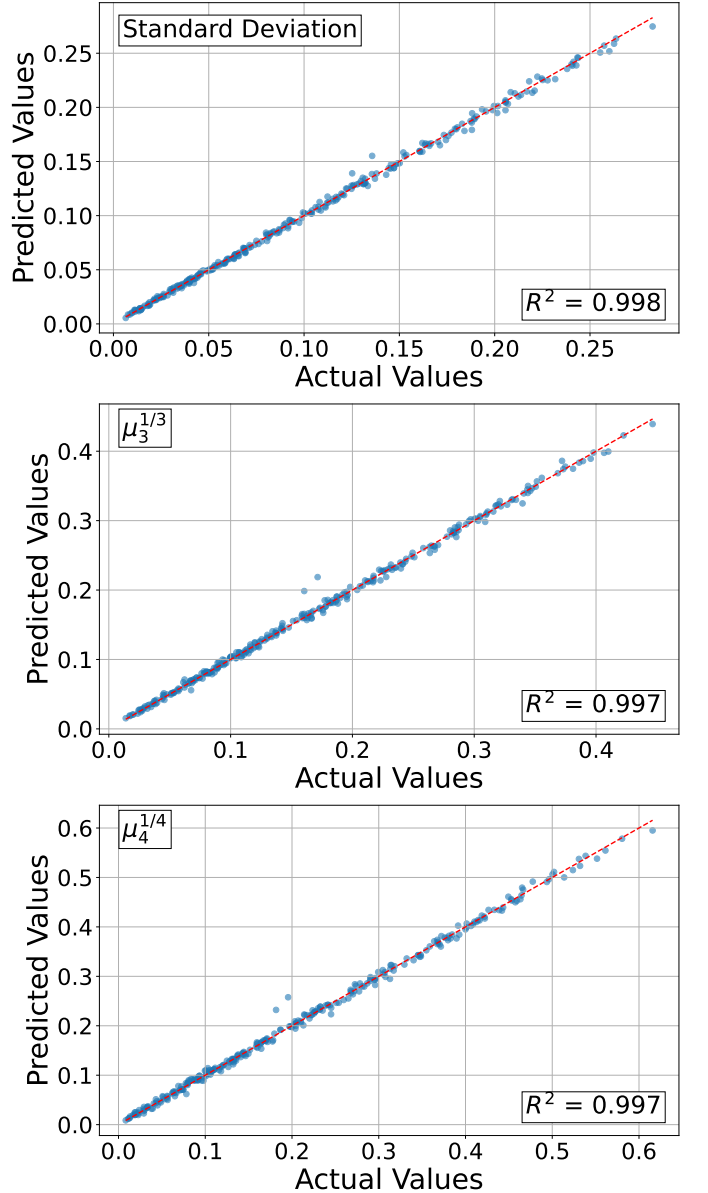 Standard Deviation
0.25
0.20
0.15
0.10
0.05
0.00
Predicted Values
R² = 0.998
0.00 0.05 0.10 0.15 0.20 0.25
Actual Values
μ₃^{1/3}
0.4
0.3
0.2
0.1
0.0
Predicted Values
R² = 0.997
0.0 0.1 0.2 0.3 0.4
Actual Values
μ₄^{1/4}
0.6
0.5
0.4
0.3
0.2
0.1
0.0
Predicted Values
R² = 0.997
0.0 0.1 0.2 0.3 0.4 0.5 0.6
Actual Values